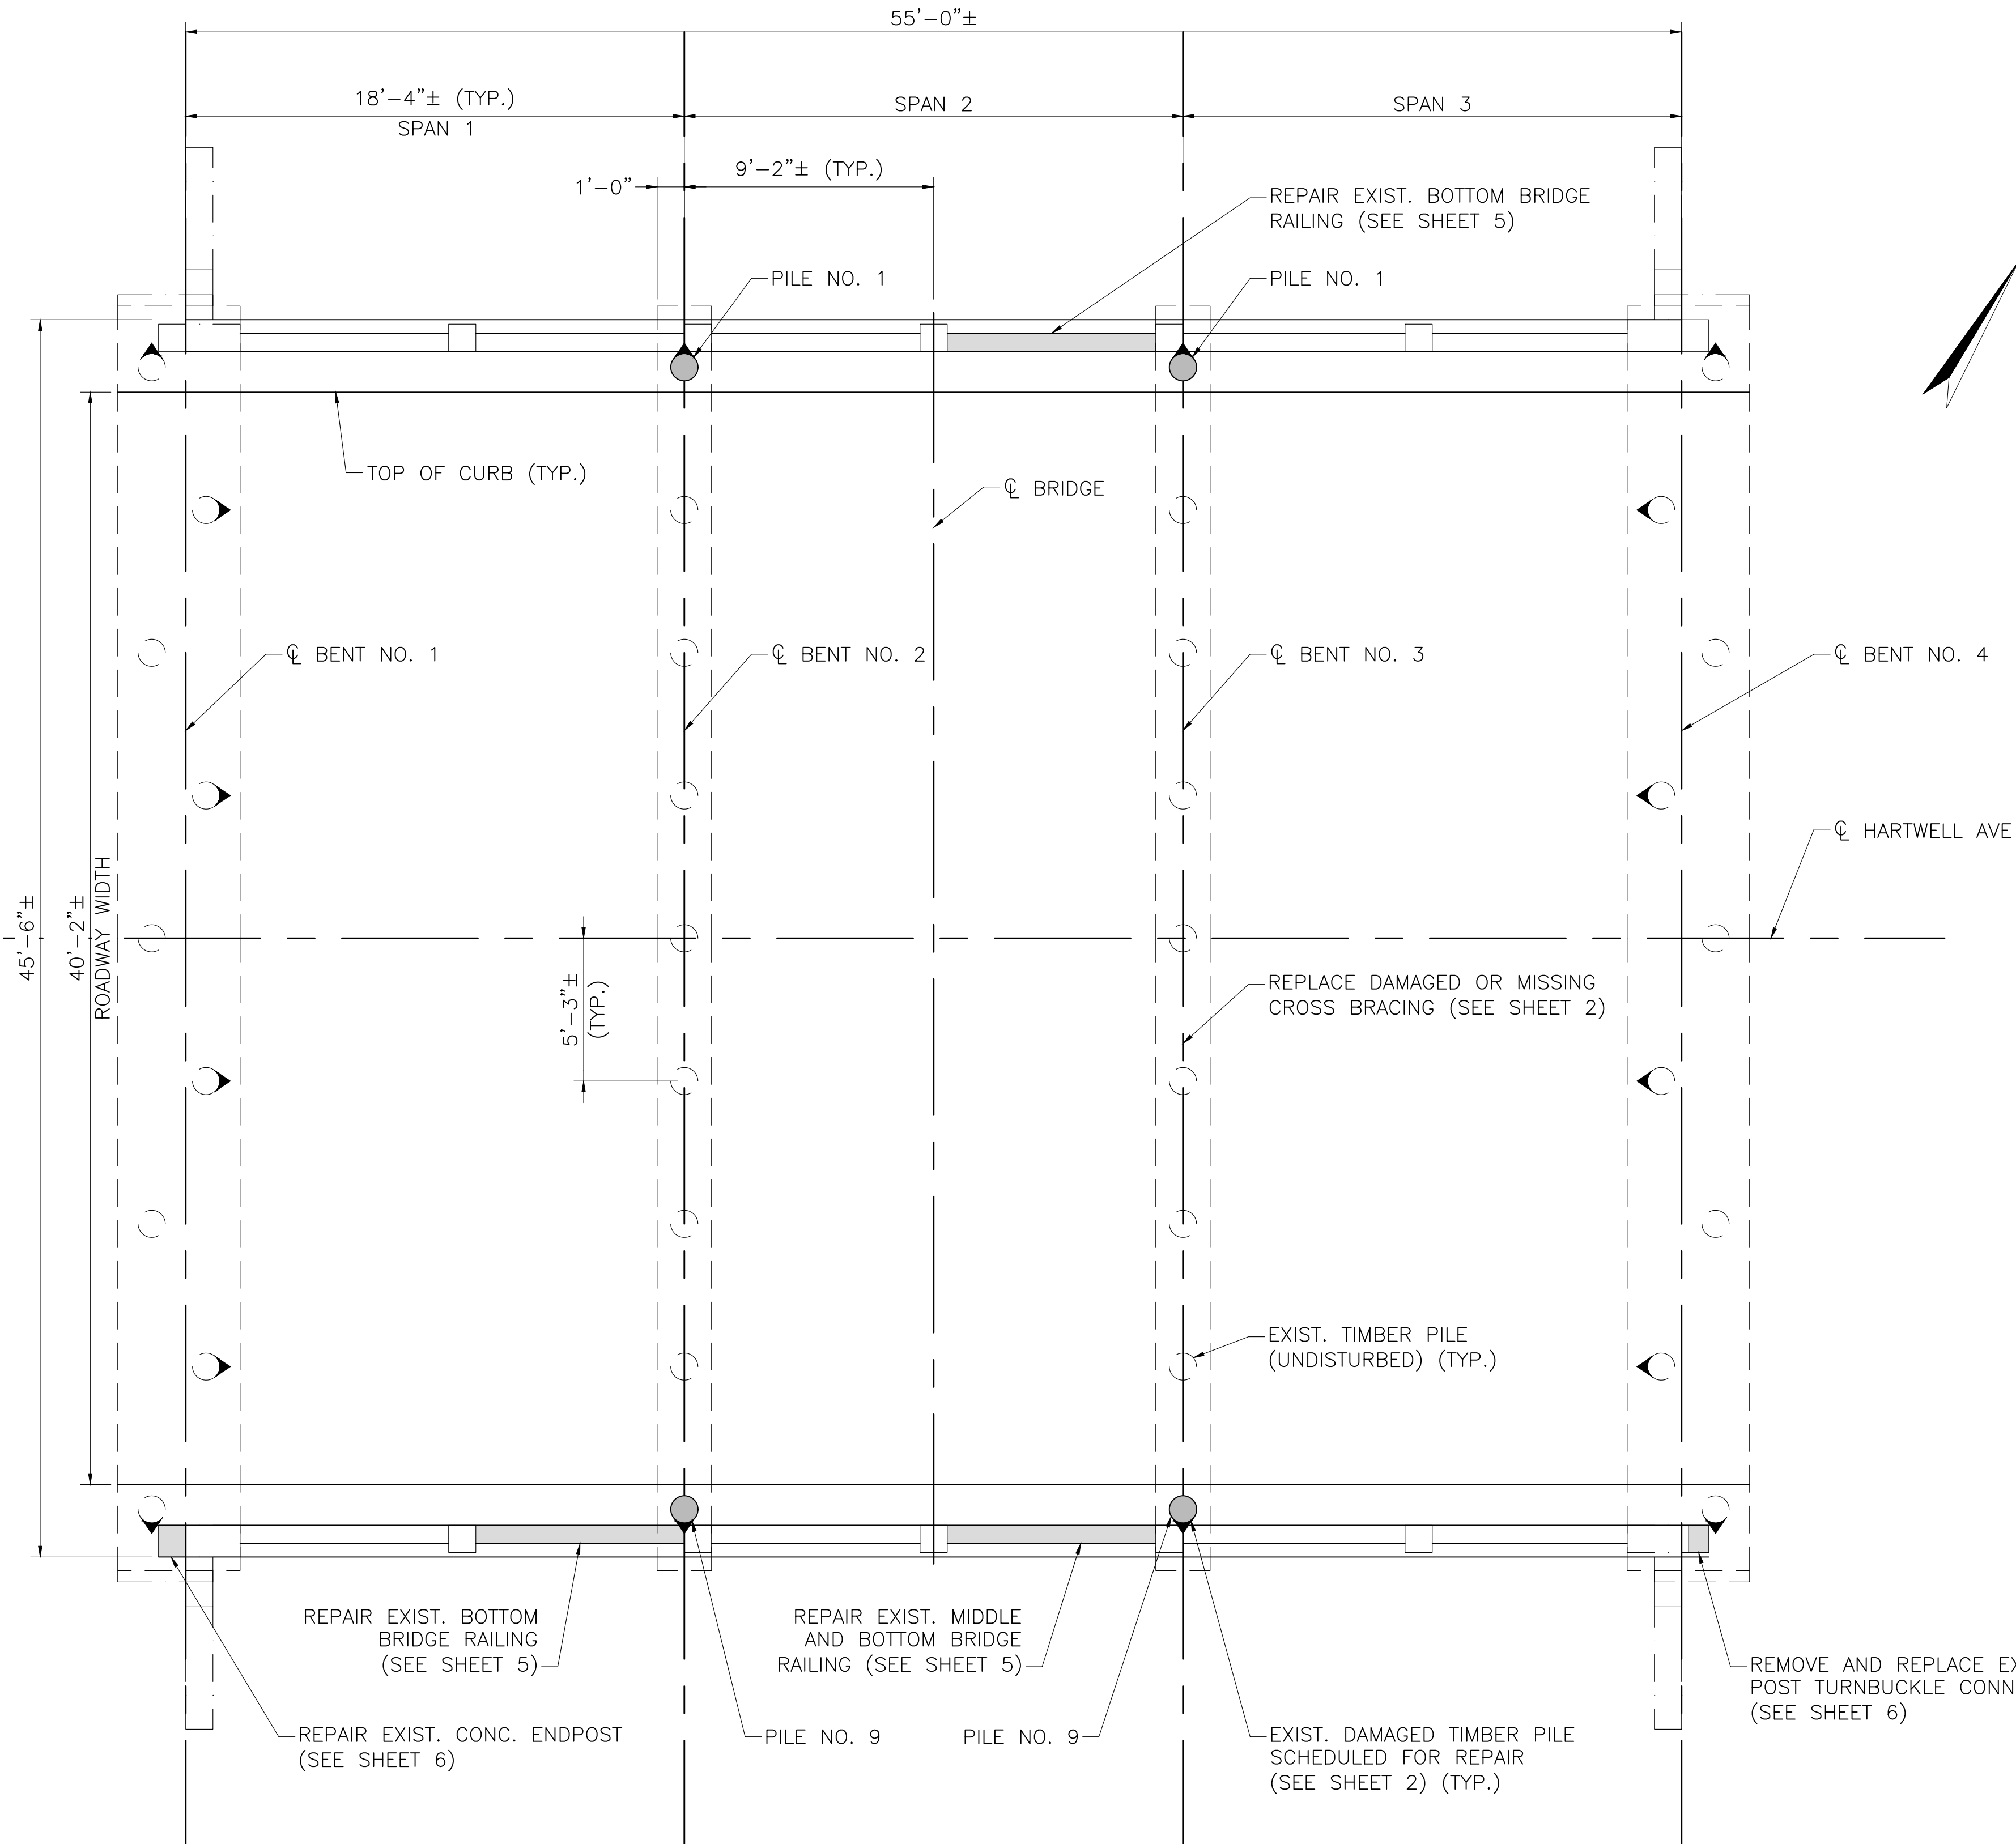 55'-0"±
18'-4"± (TYP.)
SPAN 1
SPAN 2
SPAN 3
1'-0"
9'-2"± (TYP.)
REPAIR EXIST. BOTTOM BRIDGE
RAILING (SEE SHEET 5)
PILE NO. 1
PILE NO. 1
TOP OF CURB (TYP.)
℄ BRIDGE
℄ BENT NO. 1
℄ BENT NO. 2
℄ BENT NO. 3
℄ BENT NO. 4
℄ HARTWELL AVE
45'-6"±
40'-2"±
ROADWAY WIDTH
5'-3"±
(TYP.)
REPLACE DAMAGED OR MISSING
CROSS BRACING (SEE SHEET 2)
EXIST. TIMBER PILE
(UNDISTURBED) (TYP.)
REPAIR EXIST. BOTTOM
BRIDGE RAILING
(SEE SHEET 5)
REPAIR EXIST. MIDDLE
AND BOTTOM BRIDGE
RAILING (SEE SHEET 5)
REMOVE AND REPLACE
POST TURNBUCKLE
(SEE SHEET 6)
REPAIR EXIST. CONC. ENDPOST
(SEE SHEET 6)
PILE NO. 9
PILE NO. 9
EXIST. DAMAGED TIMBER PILE
SCHEDULED FOR REPAIR
(SEE SHEET 2) (TYP.)